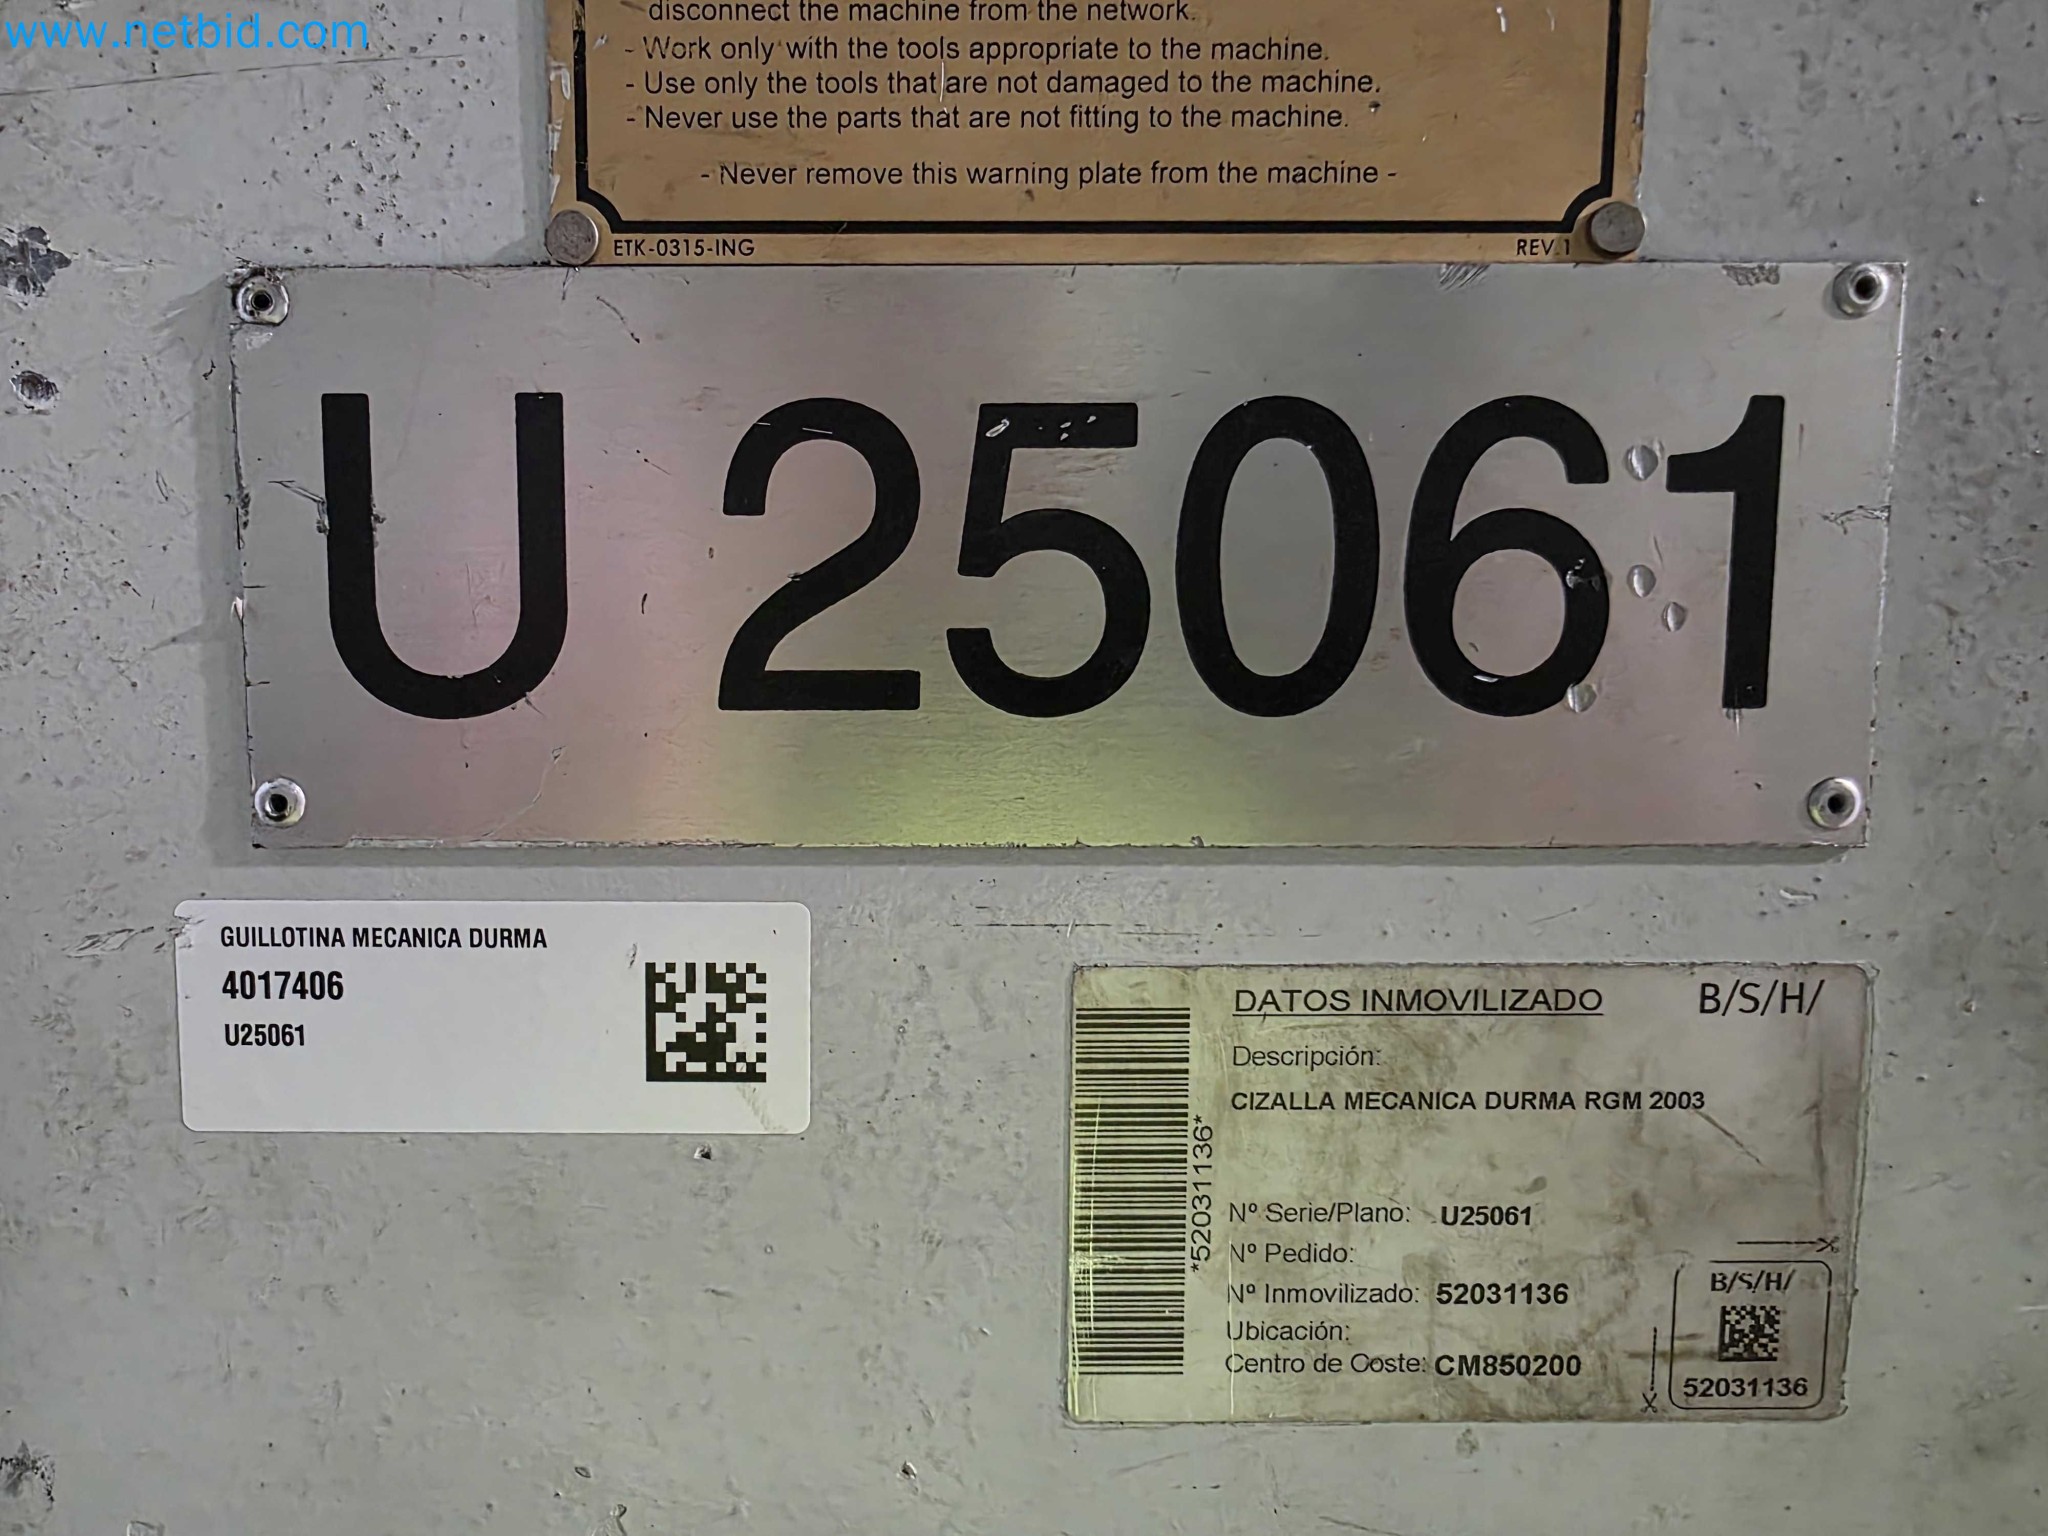 www.netbid.com
disconnect the machine from the network.
- Work only with the tools appropriate to the machine.
- Use only the tools that are not damaged to the machine.
- Never use the parts that are not fitting to the machine.
- Never remove this warning plate from the machine -
ETK-0315-ING
REV.1
U 25061
GUILLOTINA MECANICA DURMA
4017406
U25061
DATOS INMOVILIZADO
B/S/H/
Descripción:
CIZALLA MECANICA DURMA RGM 2003
*52031136*
Nº Serie/Plano: U25061
Nº Pedido:
Nº Inmovilizado: 52031136
Ubicación:
Centro de Coste: CM850200
B/S/H/
52031136